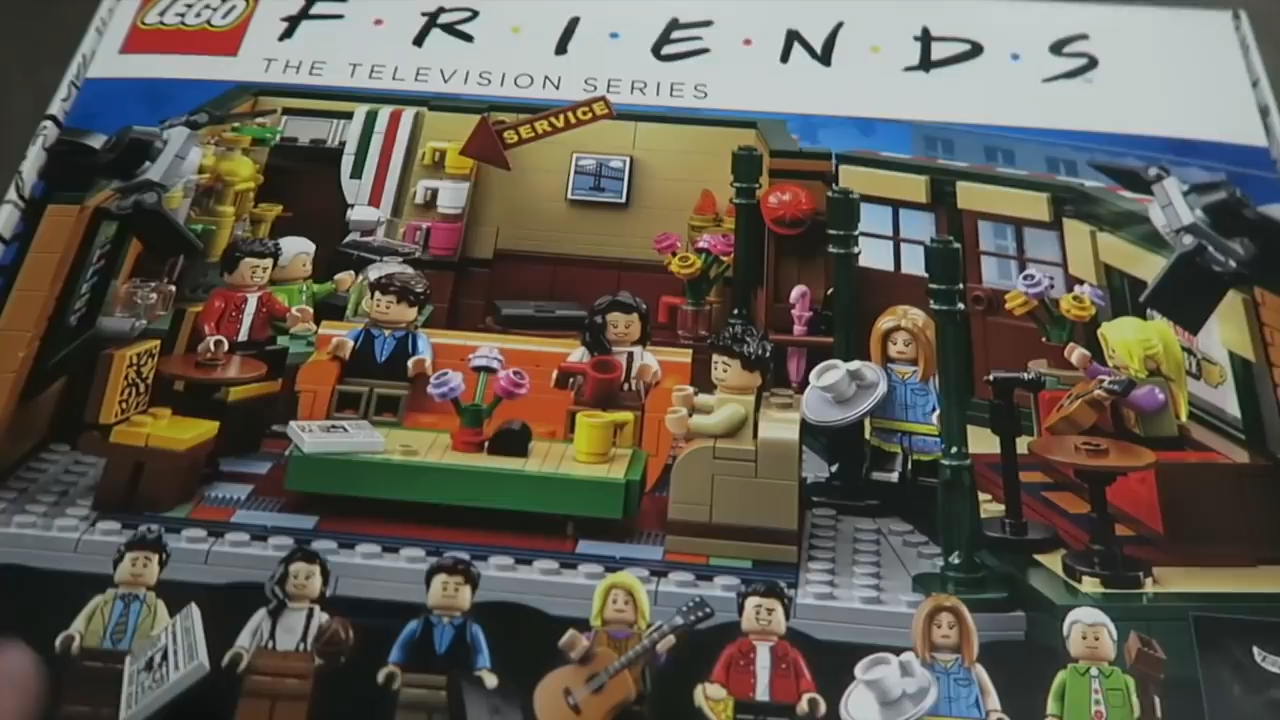 LEGO
F·R·I·E·N·D·S
THE TELEVISION SERIES
SERVICE